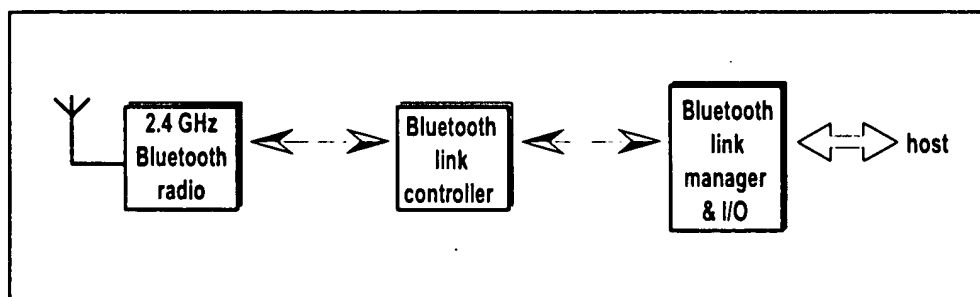 2.4 GHz
Bluetooth
radio
Bluetooth
link
controller
Bluetooth
link
manager
& I/O
host